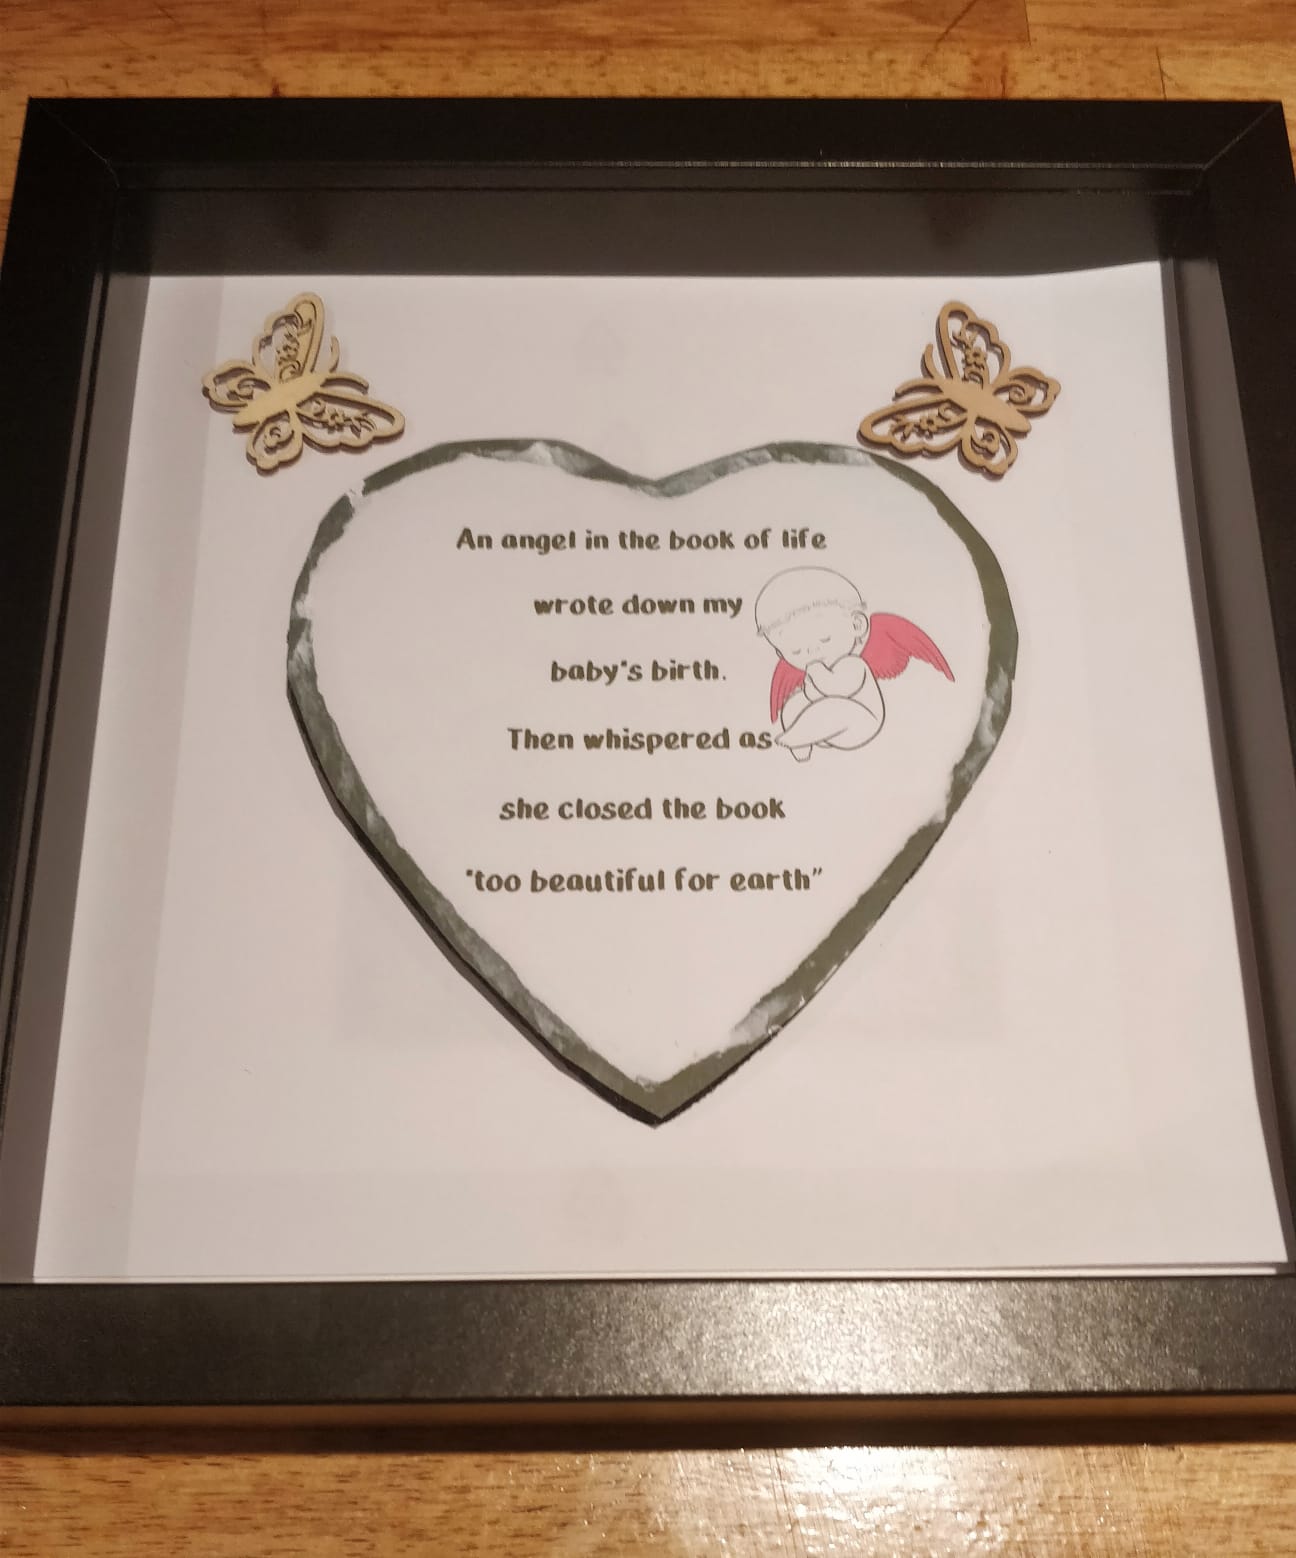 An angel in the book of life
wrote down my
baby's birth.
Then whispered as
she closed the book
"too beautiful for earth"